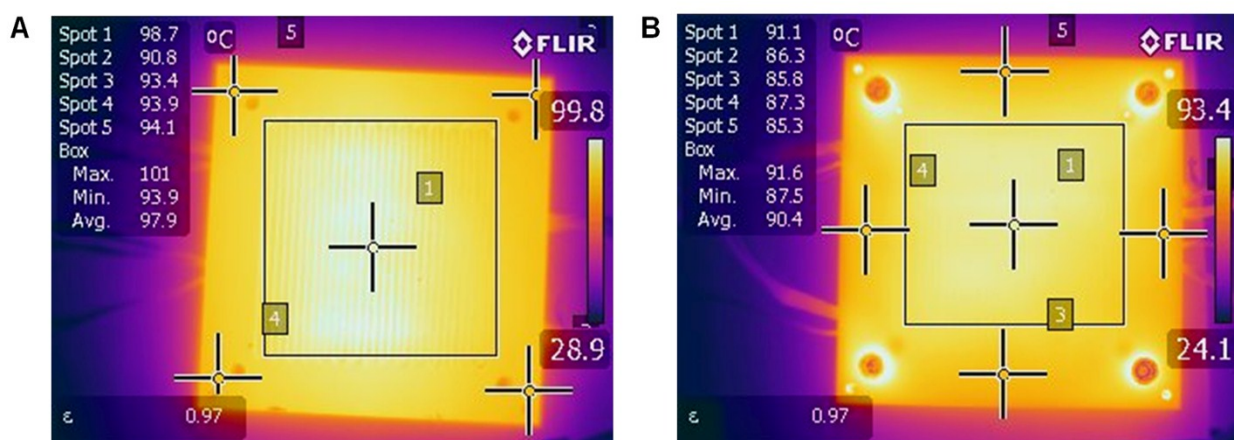 A
Spot 1 98.7
Spot 2 90.8
Spot 3 93.4
Spot 4 93.9
Spot 5 94.1
Box
Max. 101
Min. 93.9
Avg. 97.9
°C
5
FLIR
99.8
1
4
28.9
ε 0.97
B
Spot 1 91.1
Spot 2 86.3
Spot 3 85.8
Spot 4 87.3
Spot 5 85.3
Box
Max. 91.6
Min. 87.5
Avg. 90.4
°C
5
FLIR
93.4
4
1
3
24.1
ε 0.97